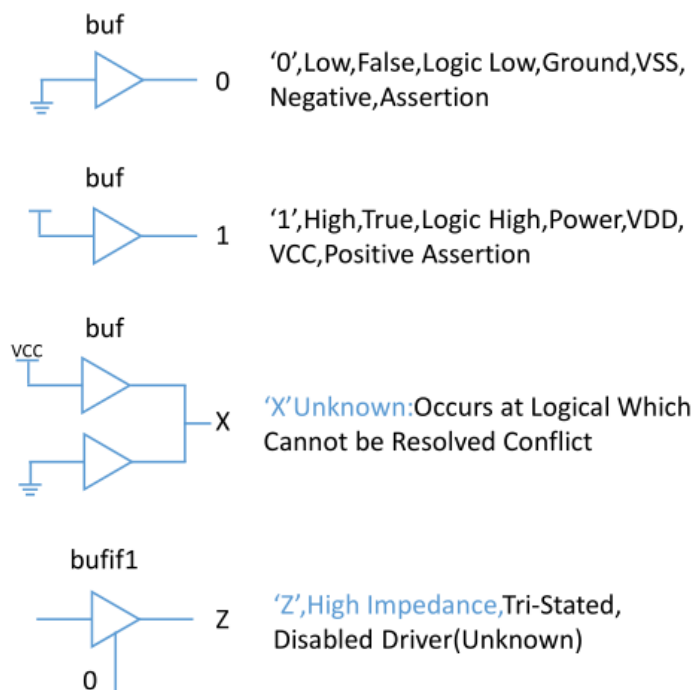 buf
0
‘0’,Low,False,Logic Low,Ground,VSS,
Negative,Assertion
buf
1
‘1’,High,True,Logic High,Power,VDD,
VCC,Positive Assertion
buf
VCC
X
‘X’Unknown:Occurs at Logical Which
Cannot be Resolved Conflict
bufif1
Z
‘Z’,High Impedance,Tri-Stated,
Disabled Driver(Unknown)
0